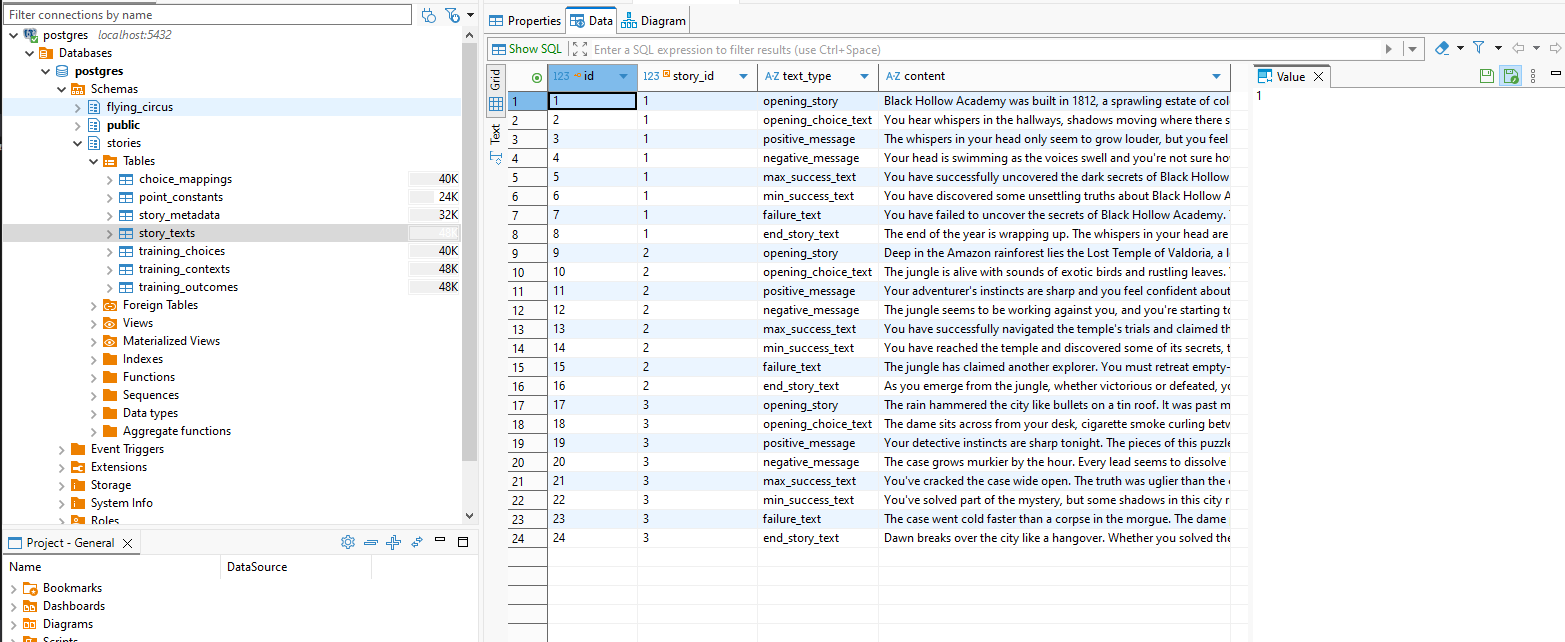 Filter connections by name
postgres localhost:5432
Databases
postgres
Schemas
flying_circus
public
stories
Tables
choice_mappings 40K
point_constants 24K
story_metadata 32K
story_texts 48K
training_choices 40K
training_contexts 48K
training_outcomes 48K
Foreign Tables
Views
Materialized Views
Indexes
Functions
Sequences
Data types
Aggregate functions
Event Triggers
Extensions
Storage
System Info
Roles
Project - General
Name DataSource
Bookmarks
Dashboards
Diagrams
Scripts
Properties Data Diagram
Show SQL Enter a SQL expression to filter results (use Ctrl+Space)
Grid
Text
123 id 123 story_id A-Z text_type A-Z content
1 1 1 opening_story Black Hollow Academy was built in 1812, a sprawling estate of col
2 2 1 opening_choice_text You hear whispers in the hallways, shadows moving where there s
3 3 1 positive_message The whispers in your head only seem to grow louder, but you feel
4 4 1 negative_message Your head is swimming as the voices swell and you're not sure ho
5 5 1 max_success_text You have successfully uncovered the dark secrets of Black Hollow
6 6 1 min_success_text You have discovered some unsettling truths about Black Hollow A
7 7 1 failure_text You have failed to uncover the secrets of Black Hollow Academy.
8 8 1 end_story_text The end of the year is wrapping up. The whispers in your head are
9 9 2 opening_story Deep in the Amazon rainforest lies the Lost Temple of Valdoria, a l
10 10 2 opening_choice_text The jungle is alive with sounds of exotic birds and rustling leaves.
11 11 2 positive_message Your adventurer's instincts are sharp and you feel confident about
12 12 2 negative_message The jungle seems to be working against you, and you're starting to
13 13 2 max_success_text You have successfully navigated the temple's trials and claimed th
14 14 2 min_success_text You have reached the temple and discovered some of its secrets, t
15 15 2 failure_text The jungle has claimed another explorer. You must retreat empty-
16 16 2 end_story_text As you emerge from the jungle, whether victorious or defeated, yo
17 17 3 opening_story The rain hammered the city like bullets on a tin roof. It was past m
18 18 3 opening_choice_text The dame sits across from your desk, cigarette smoke curling betw
19 19 3 positive_message Your detective instincts are sharp tonight. The pieces of this puzzle
20 20 3 negative_message The case grows murkier by the hour. Every lead seems to dissolve
21 21 3 max_success_text You've cracked the case wide open. The truth was uglier than the
22 22 3 min_success_text You've solved part of the mystery, but some shadows in this city r
23 23 3 failure_text The case went cold faster than a corpse in the morgue. The dame
24 24 3 end_story_text Dawn breaks over the city like a hangover. Whether you solved the
Value
1